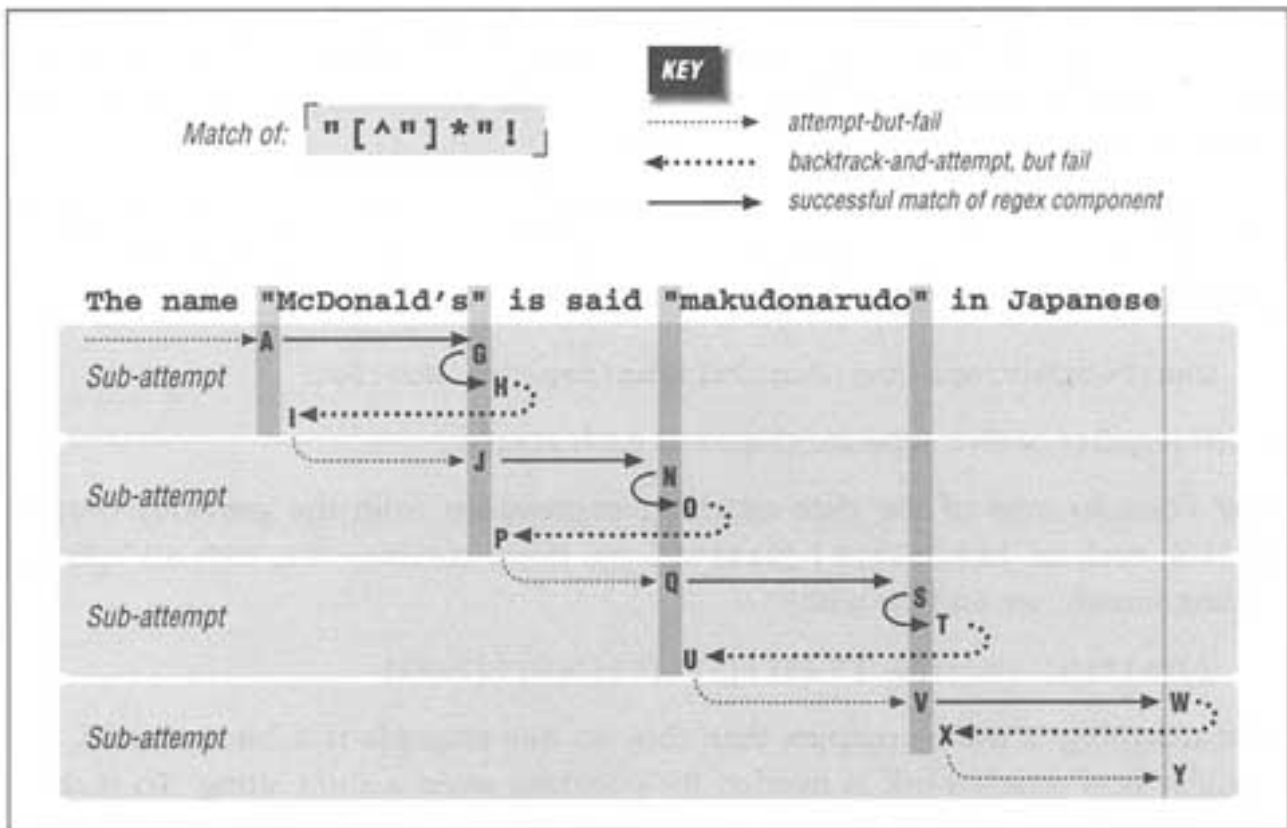 KEY
Match of: "[^"]*"!
attempt-but-fail
backtrack-and-attempt, but fail
successful match of regex component
The name "McDonald's" is said "makudonarudo" in Japanese
A
G
Sub-attempt
H
I
J
N
Sub-attempt
O
P
Q
S
Sub-attempt
T
U
V W
Sub-attempt
X
Y